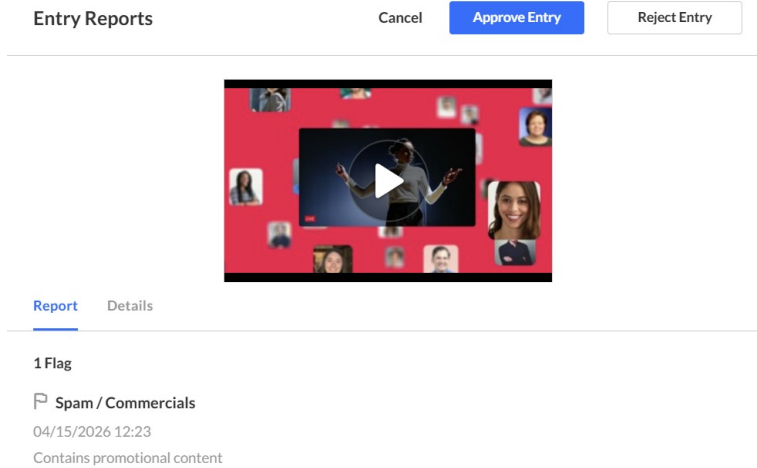 Entry Reports
Cancel
Approve Entry
Reject Entry
LIVE
Report
Details
1 Flag
Spam / Commercials
04/15/2026 12:23
Contains promotional content